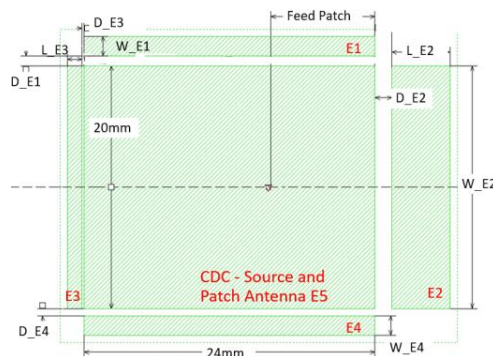 D_E3
Feed Patch
L_E3
W_E1
E1
L_E2
D_E1
D_E2
20mm
W_E2
CDC - Source and
Patch Antenna E5
E3
E2
D_E4
E4
24mm
W_E4